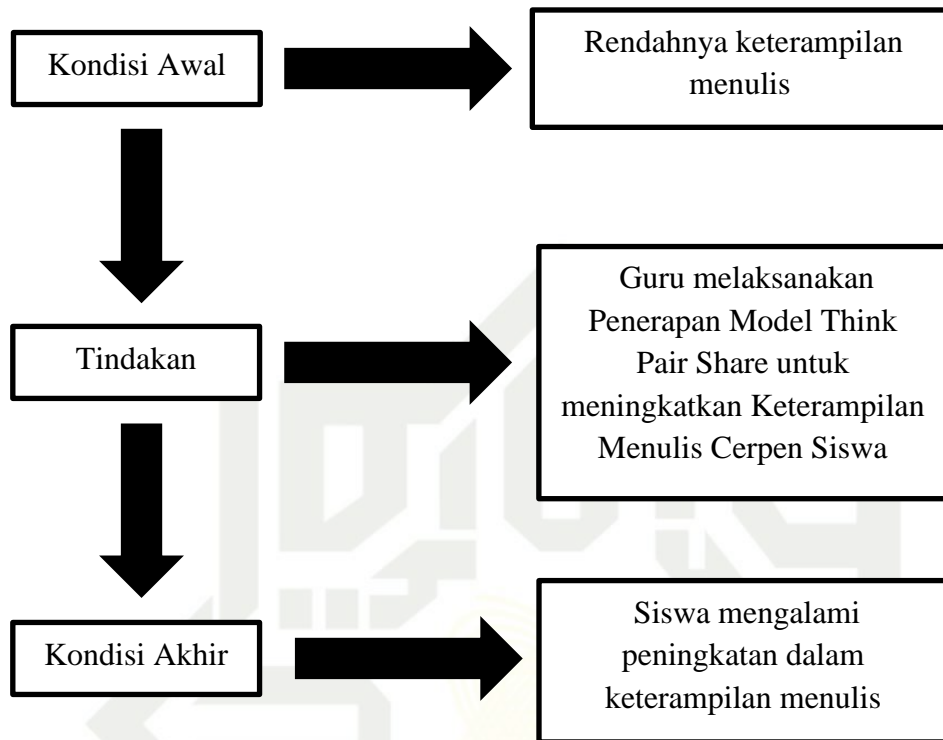 Kondisi Awal
Rendahnya keterampilan
menulis
Tindakan
Guru melaksanakan
Penerapan Model Think
Pair Share untuk
meningkatkan Keterampilan
Menulis Cerpen Siswa
Kondisi Akhir
Siswa mengalami
peningkatan dalam
keterampilan menulis